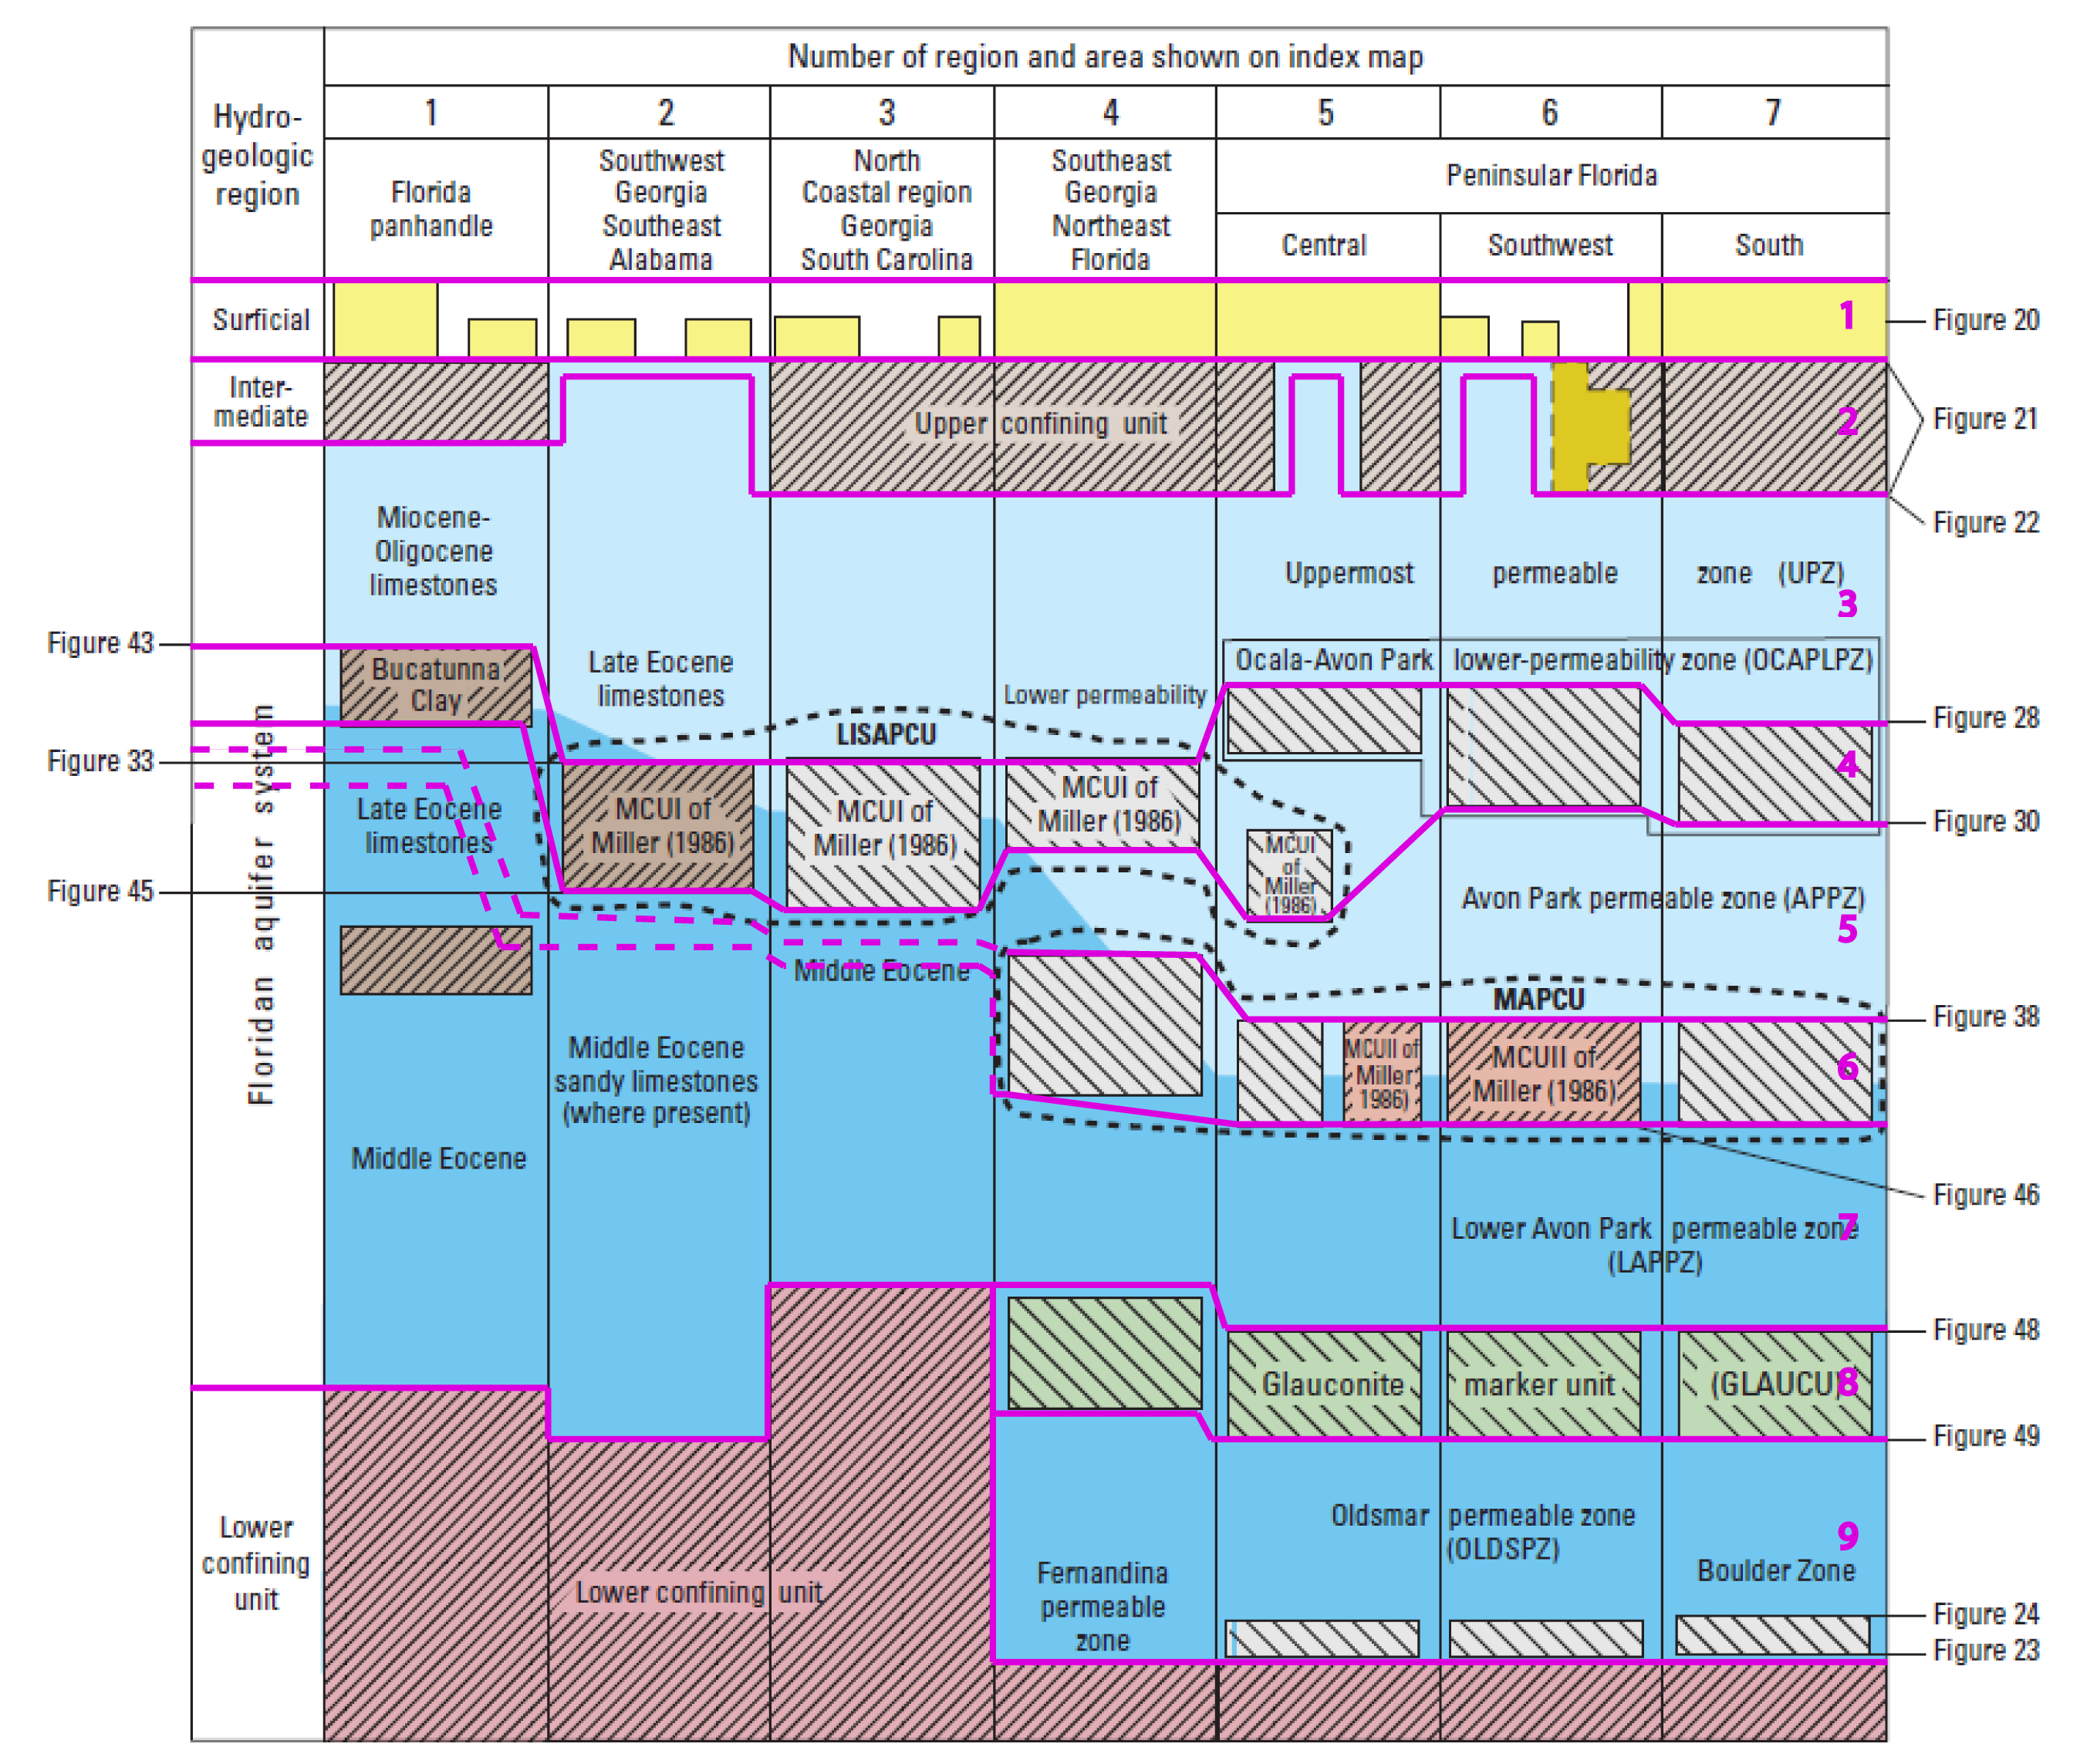 Number of region and area shown on index map
Hydro-
geologic
region
1
2
3
4
5
6
7
Florida
panhandle
Southwest
Georgia
Southeast
Alabama
North
Coastal region
Georgia
South Carolina
Southeast
Georgia
Northeast
Florida
Peninsular Florida
Central
Southwest
South
Surficial
1
Figure 20
Inter-
mediate
Upper confining unit
2
Figure 21
Figure 22
Miocene-
Oligocene
limestones
Uppermost permeable zone (UPZ)
3
Figure 43
Bucatunna
Clay
Late Eocene
limestones
Lower permeability
Ocala-Avon Park lower-permeability zone (OCAPLPZ)
Figure 28
LISAPCU
Figure 33
4
Late Eocene
limestones
MCUI of
Miller (1986)
MCUI of
Miller (1986)
MCUI of
Miller (1986)
MCUI
of
Miller
(1986)
Figure 30
Figure 45
Avon Park permeable zone (APPZ)
5
Floridan aquifer system
Middle Eocene
MAPCU
Figure 38
Middle Eocene
sandy limestones
(where present)
MCUII of
Miller
1986)
MCUII of
Miller (1986)
6
Middle Eocene
Figure 46
Lower Avon Park permeable zone
(LAPPZ)
7
Figure 48
Glauconite marker unit (GLAUCU)
8
Figure 49
Lower
confining
unit
Lower confining unit
Oldsmar permeable zone
(OLDSPZ)
9
Fernandina
permeable
zone
Boulder Zone
Figure 24
Figure 23